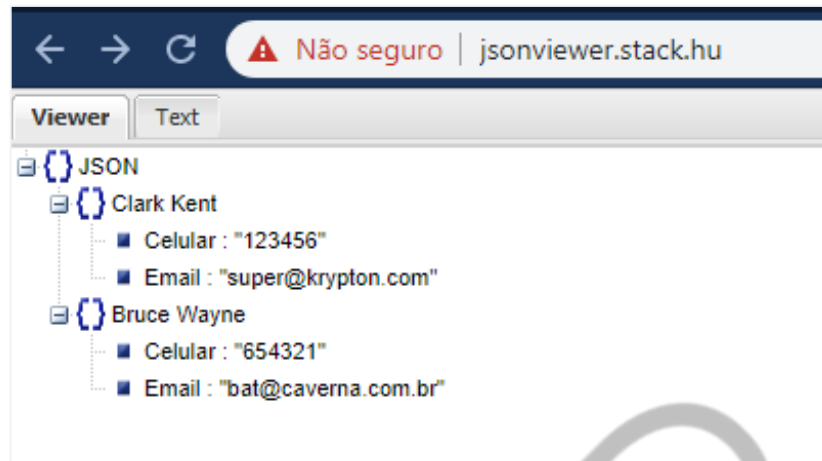 Não seguro | jsonviewer.stack.hu
Viewer Text
{} JSON
{} Clark Kent
Celular : "123456"
Email : "super@krypton.com"
{} Bruce Wayne
Celular : "654321"
Email : "bat@caverna.com.br"